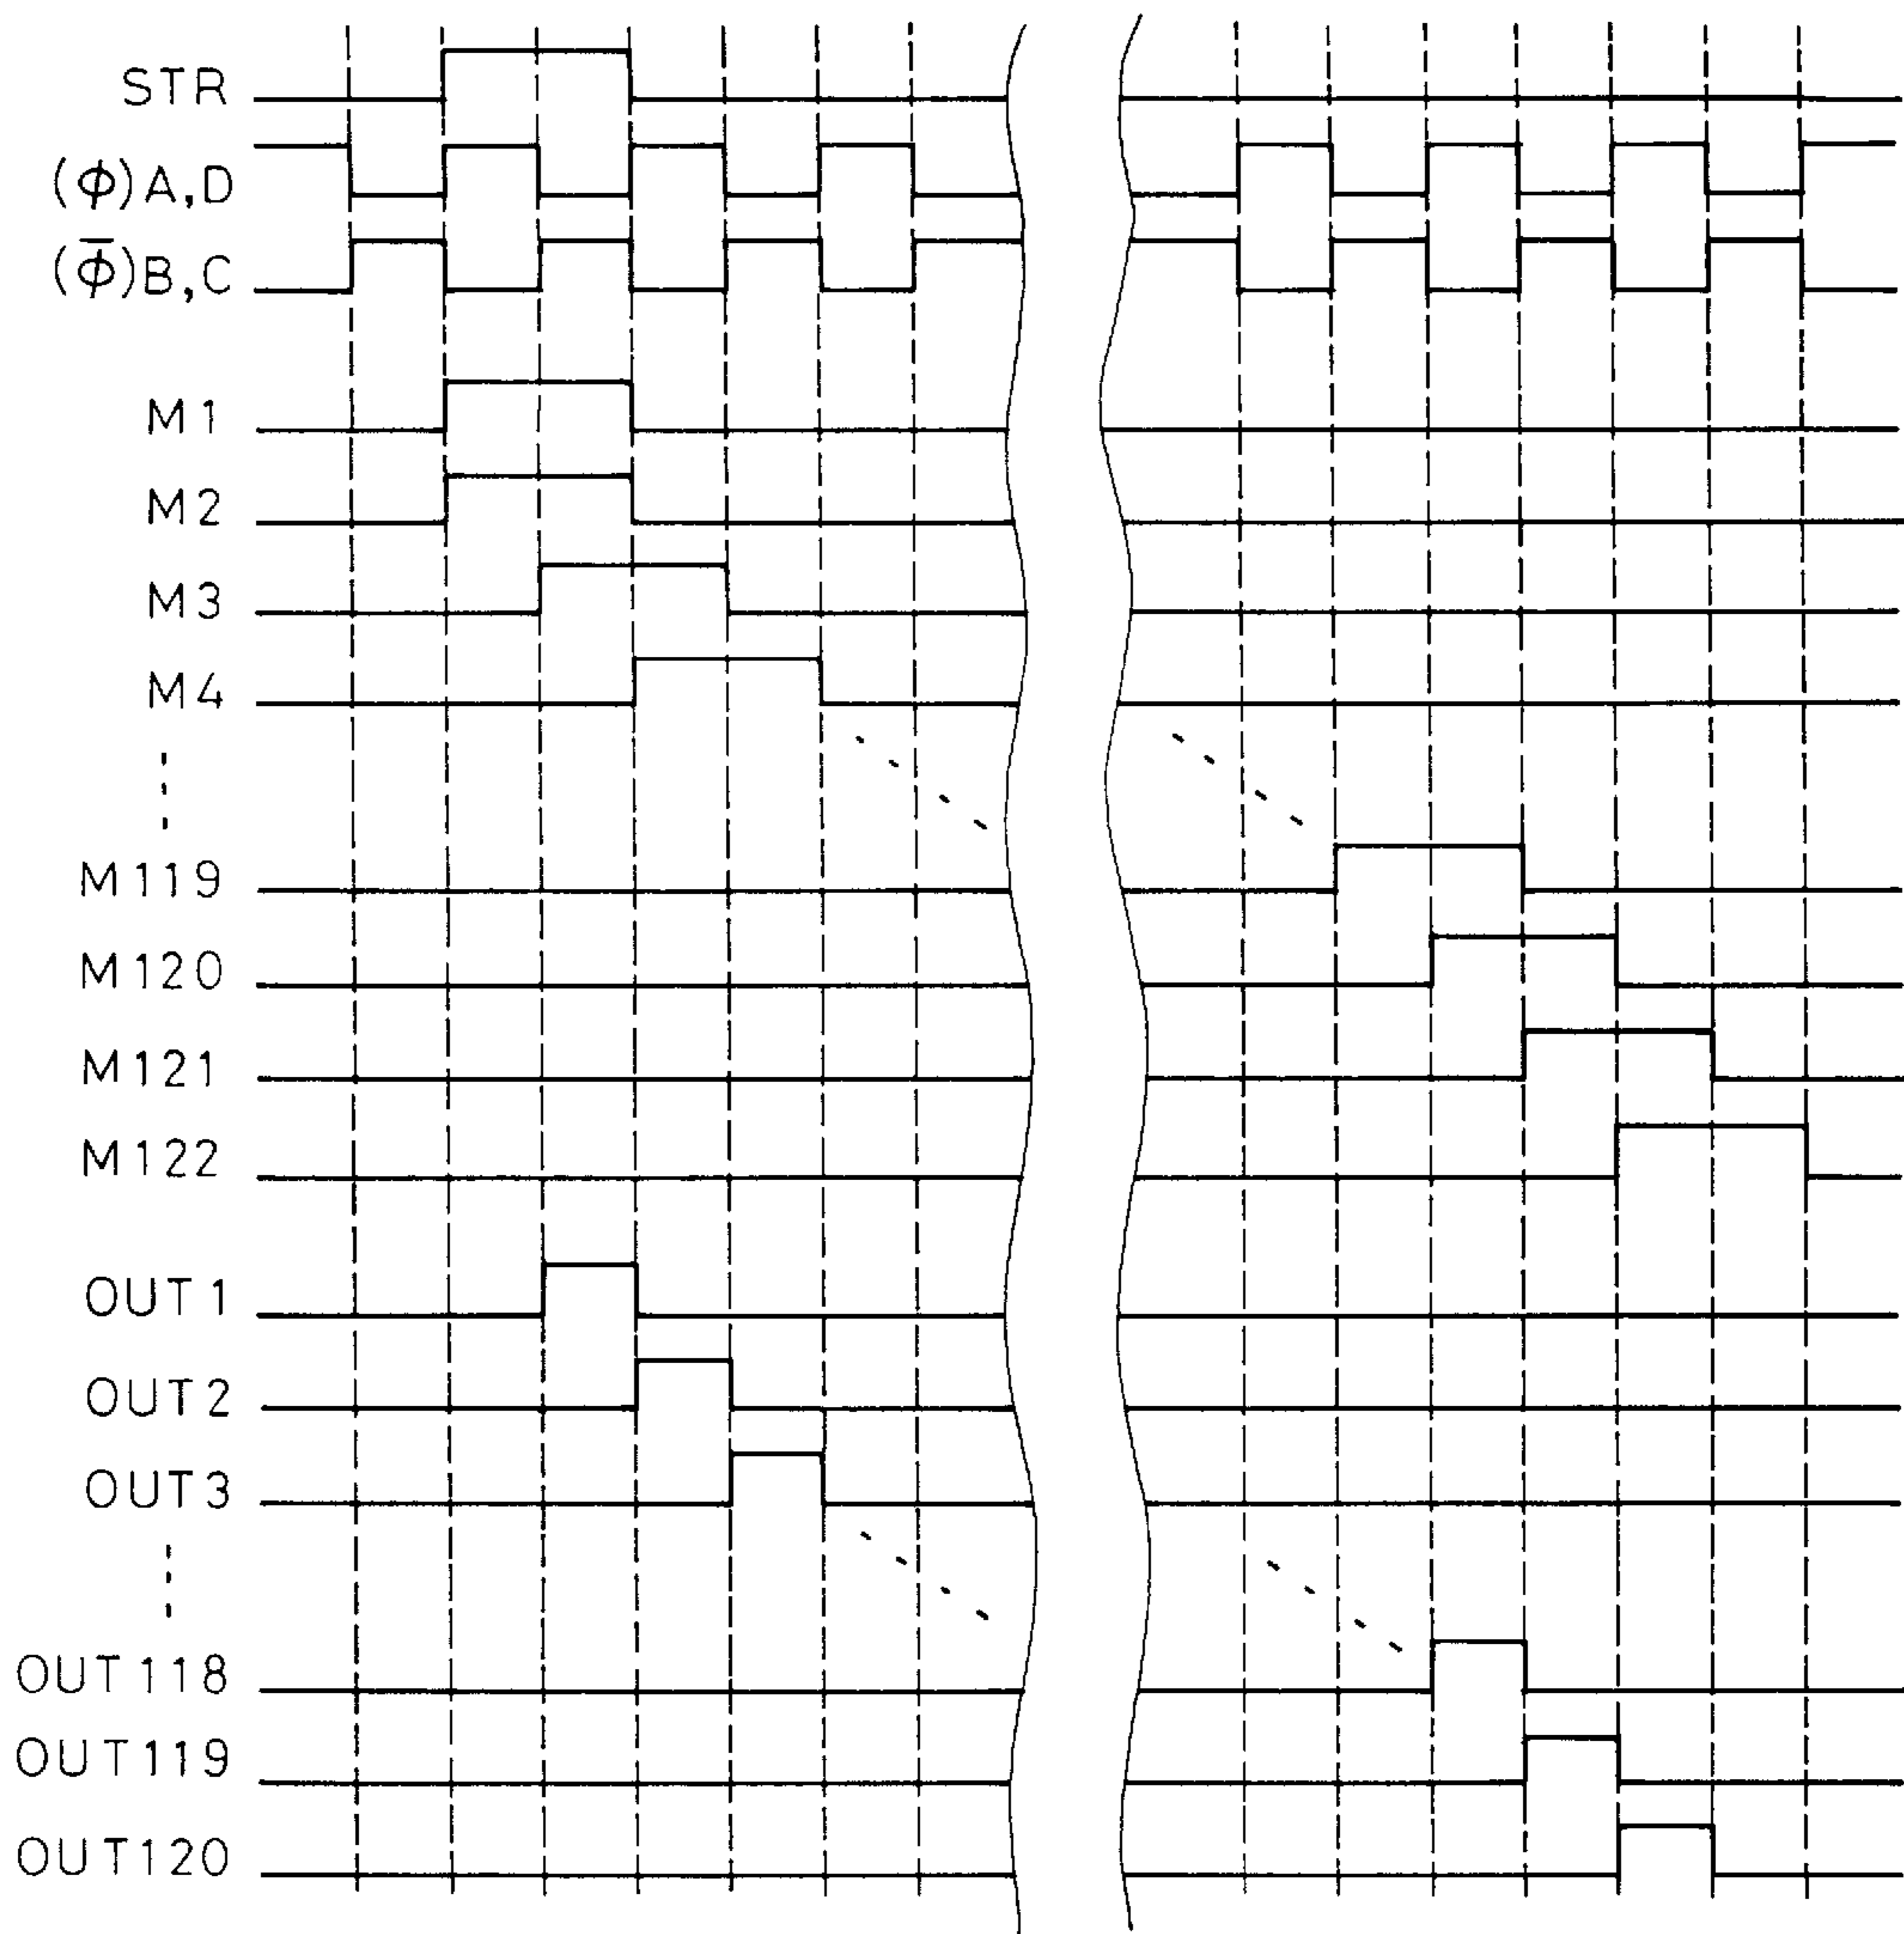 STR
(ϕ)A,D
(ϕ̅)B,C
M1
M2
M3
M4
M119
M120
M121
M122
OUT1
OUT2
OUT3
OUT118
OUT119
OUT120